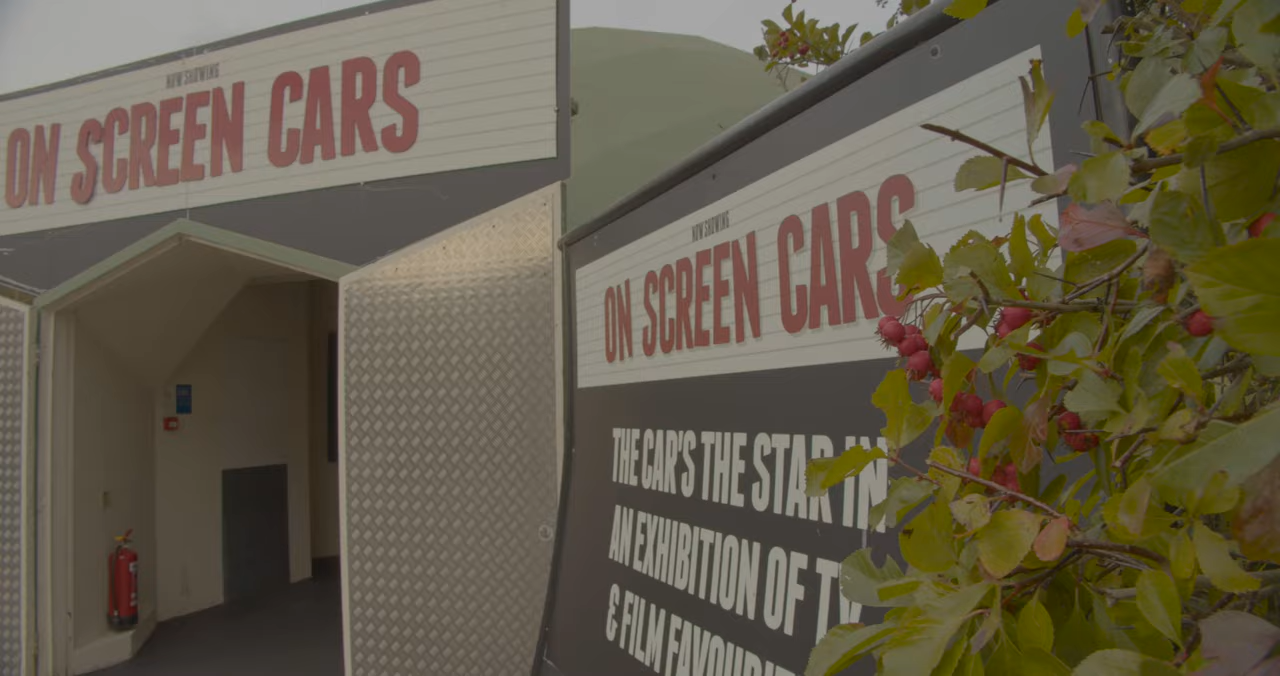 NOW SHOWING
ON SCREEN CARS
NOW SHOWING
ON SCREEN CARS
THE CAR'S THE STAR IN
AN EXHIBITION OF TV
& FILM